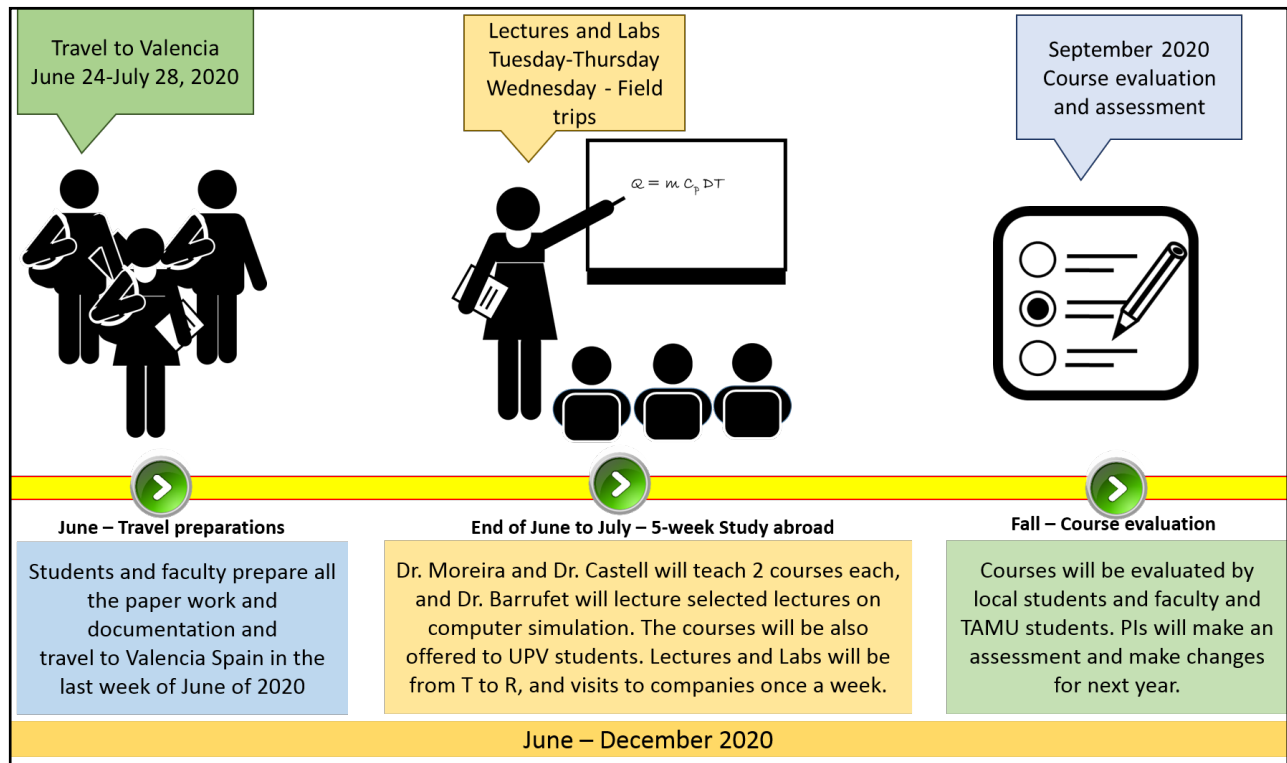 Travel to Valencia
June 24-July 28, 2020
Lectures and Labs
Tuesday-Thursday
Wednesday - Field
trips
September 2020
Course evaluation
and assessment
Q = m Cp DT
June – Travel preparations
Students and faculty prepare all
the paper work and
documentation and
travel to Valencia Spain in the
last week of June of 2020
End of June to July – 5-week Study abroad
Dr. Moreira and Dr. Castell will teach 2 courses each,
and Dr. Barrufet will lecture selected lectures on
computer simulation. The courses will be also
offered to UPV students. Lectures and Labs will be
from T to R, and visits to companies once a week.
Fall – Course evaluation
Courses will be evaluated by
local students and faculty and
TAMU students. PIs will make an
assessment and make changes
for next year.
June – December 2020